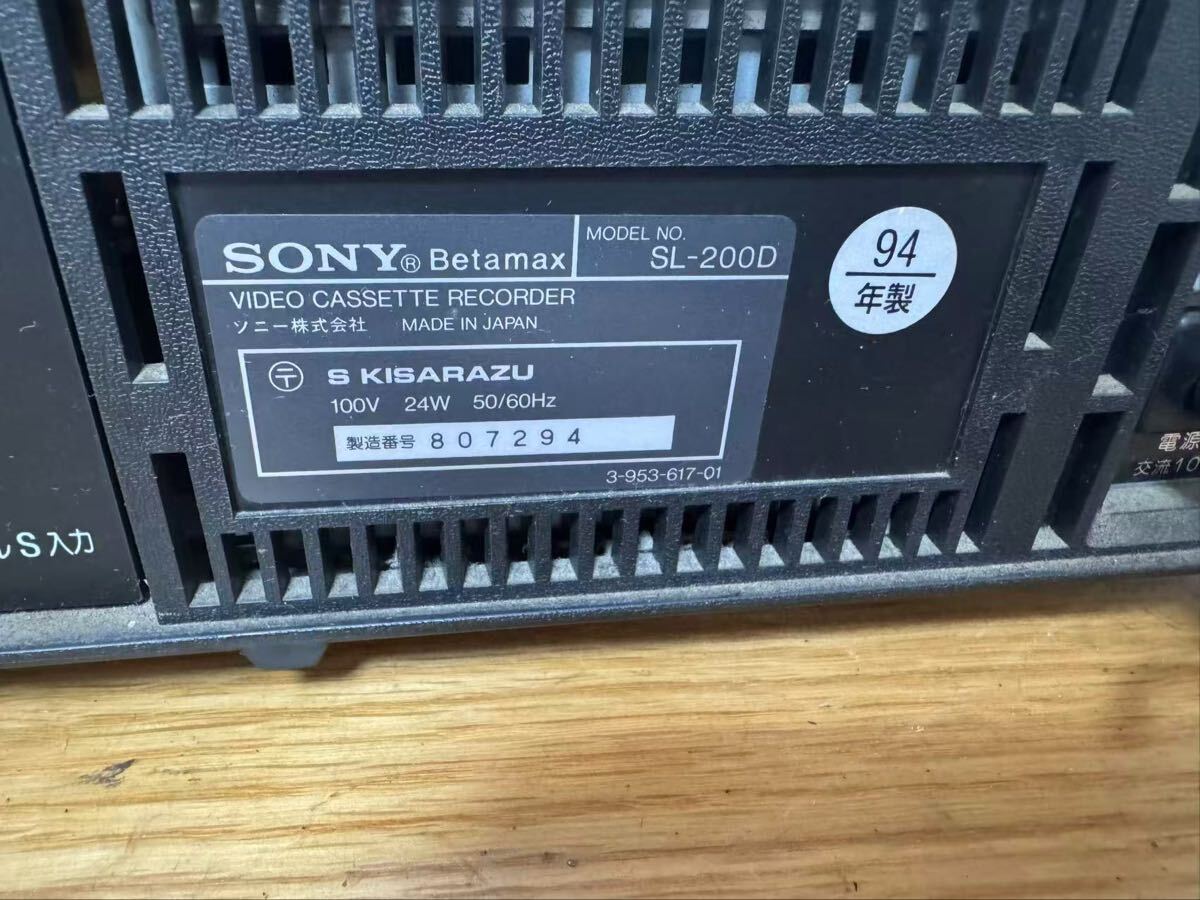 SONY® Betamax
MODEL NO.
SL-200D
VIDEO CASSETTE RECORDER
ソニー株式会社 MADE IN JAPAN
〒 S KISARAZU
100V 24W 50/60Hz
製造番号 807294
3-953-617-01
94
年製
S入力
電源
交流10